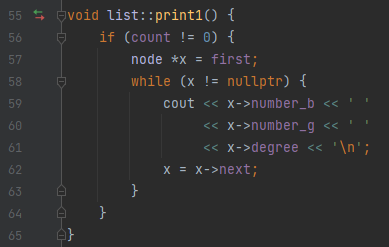 55 void list::print1() {
56     if (count != 0) {
57         node *x = first;
58         while (x != nullptr) {
59             cout << x->number_b << ' '
60                  << x->number_g << ' '
61                  << x->degree << '\n';
62             x = x->next;
63         }
64     }
65 }